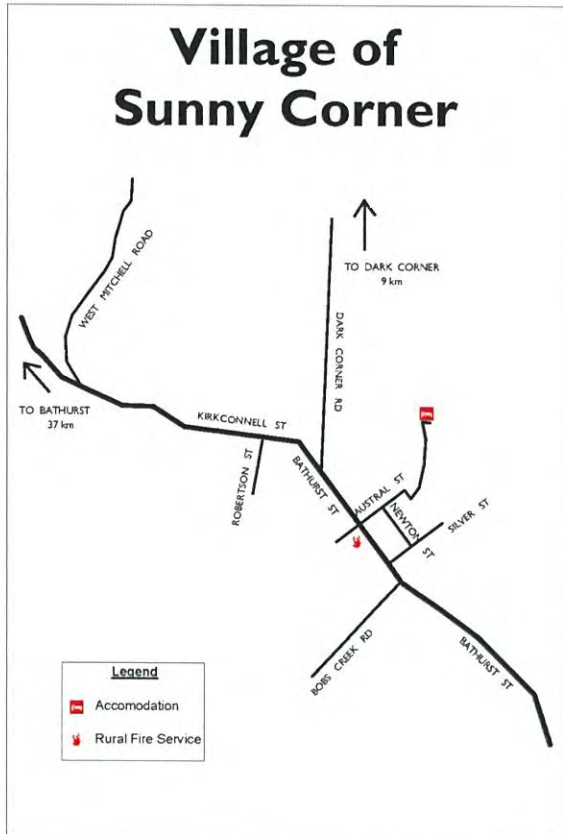 Village of
Sunny Corner
WEST MITCHELL ROAD
TO DARK CORNER
9 km
DARK CORNER RD
TO BATHURST
37 km
KIRKCONNELL ST
ROBERTSON ST
BATHURST ST
AUSTRAL ST
NEWTON ST
SILVER ST
BOBS CREEK RD
BATHURST ST
Legend
Accomodation
Rural Fire Service